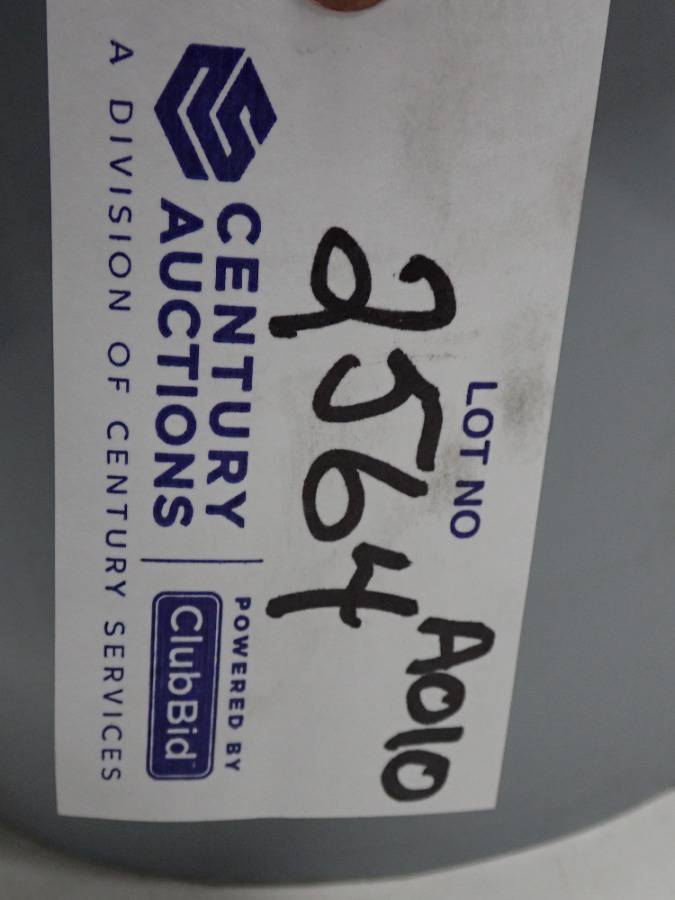 LOT NO
2564 A010
CENTURY
AUCTIONS
POWERED BY
ClubBid
A DIVISION OF CENTURY SERVICES